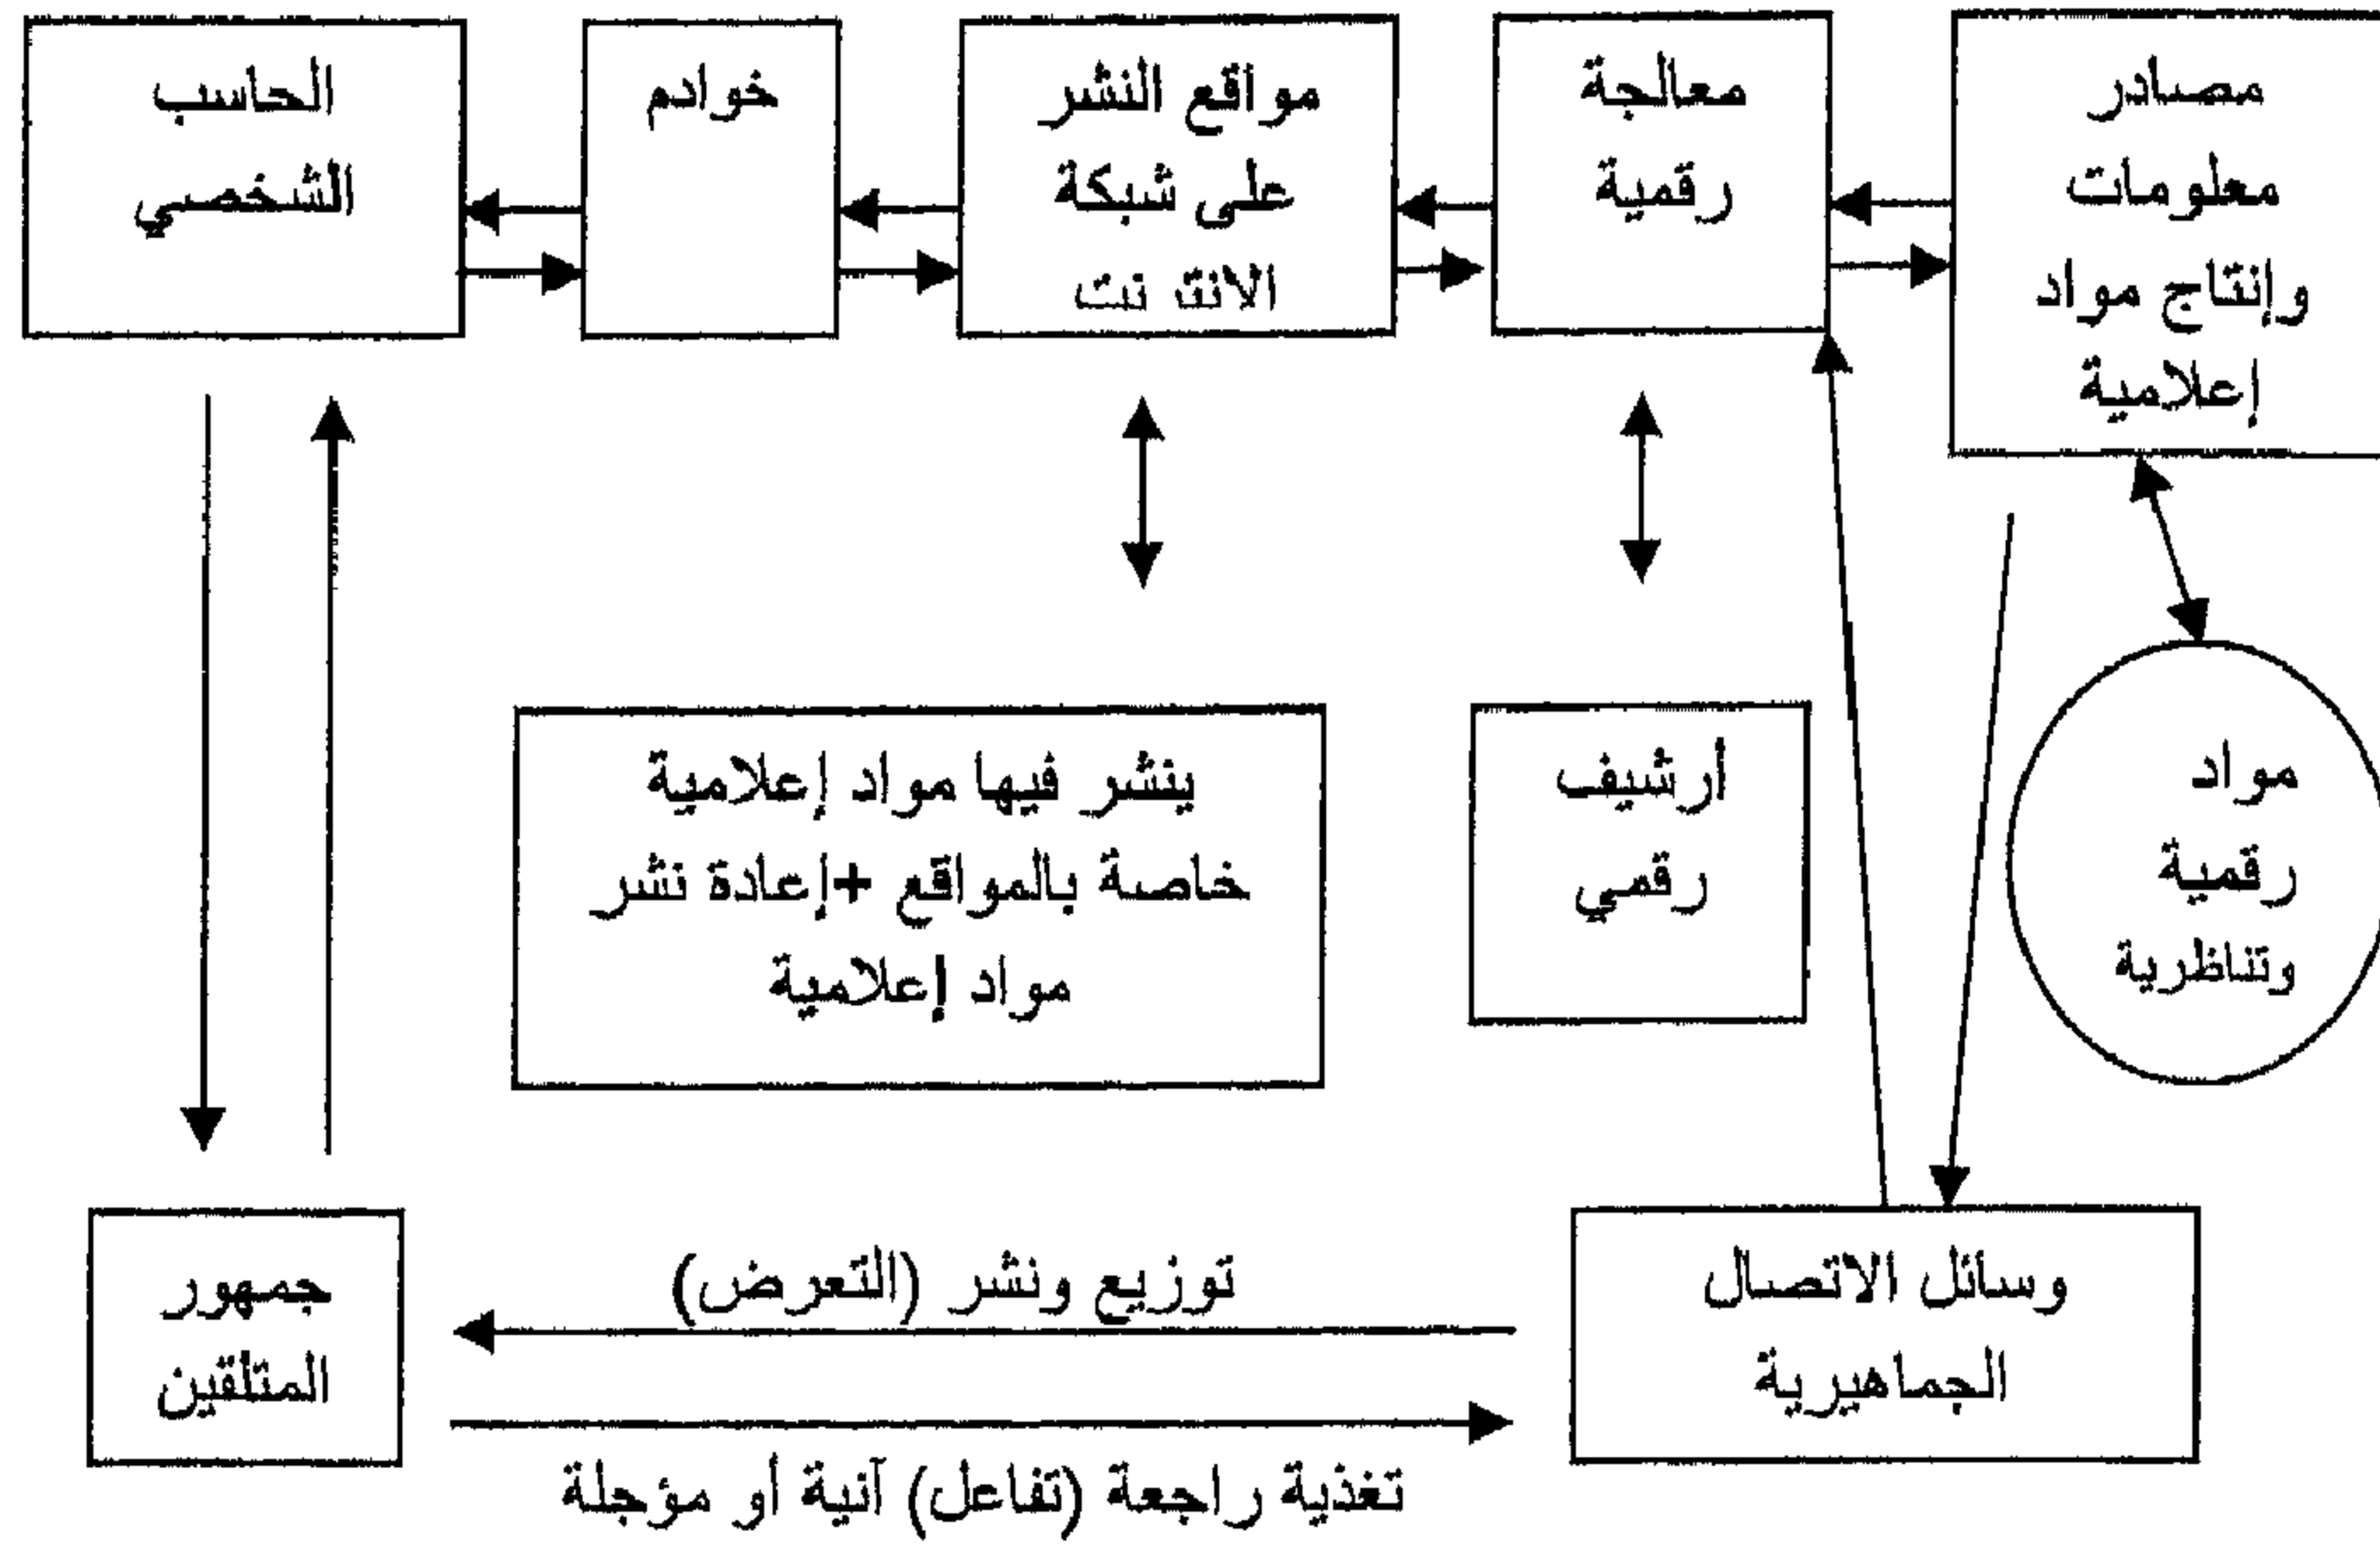 مصادر
معلومات
وإنتاج مواد
إعلامية
معالجة
رقمية
مواقع النشر
على شبكة
خوادم
الحاسب
الشخصي
مواد
رقمية
وتناظرية
أرشيف
رقمي
ينشر فيها مواد إعلامية
خاصة بالمواقع +إعادة نشر
مواد إعلامية
وسائل الاتصال
الجماهيرية
توزيع ونشر (التعرض)
تغذية راجعة (تفاعل) آنية أو مؤجلة
جمهور
المتلقين